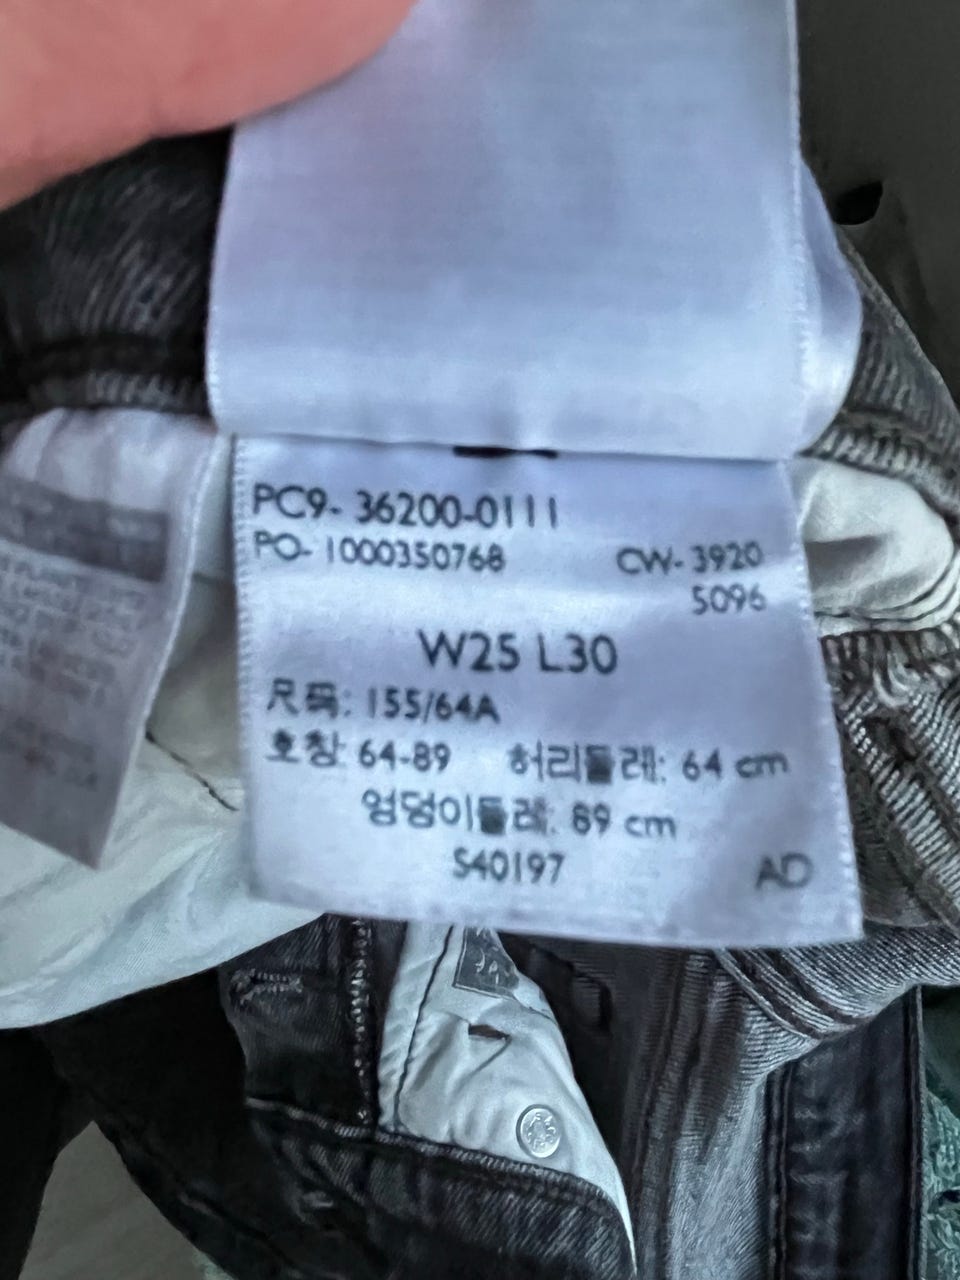 PC9- 36200-0111
PO- 1000350768 CW- 3920
5096
W25 L30
尺码: 155/64A
호칭 64-89 허리둘레: 64 cm
엉덩이둘레: 89 cm
S40197 AD